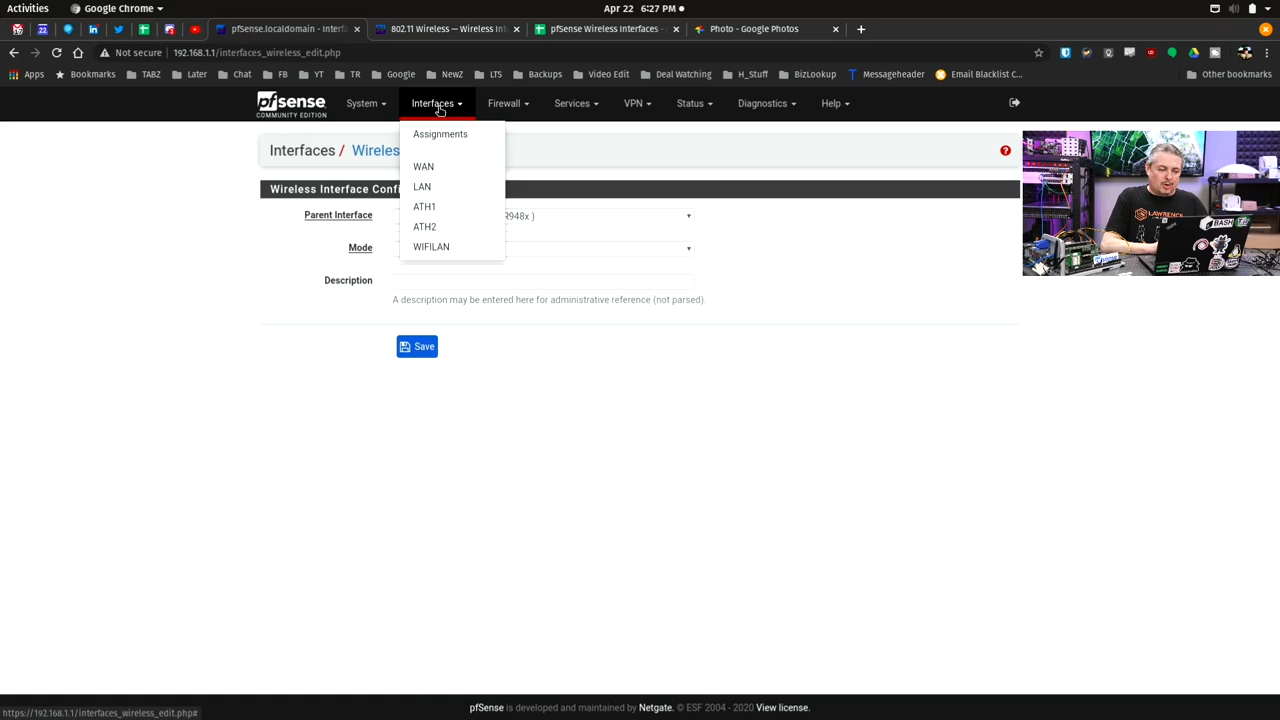 Activities
Google Chrome
Apr 22 6:27 PM
22
pfSense.localdomain - Interf
802.11 Wireless — Wireless Int
pfSense Wireless Interfaces -
Photo - Google Photos
Not secure
192.168.1.1/interfaces_wireless_edit.php
Apps
Bookmarks
TABZ
Later
Chat
FB
YT
TR
Google
NewZ
LTS
Backups
Video Edit
Deal Watching
H_Stuff
BizLookup
Messageheader
Email Blacklist C...
Other bookmarks
pfsense
COMMUNITY EDITION
System
Interfaces
Firewall
Services
VPN
Status
Diagnostics
Help
Assignments
WAN
LAN
ATH1
ATH2
WIFILAN
Interfaces / Wireles
Wireless Interface Confi
Parent Interface
R948x )
Mode
Description
A description may be entered here for administrative reference (not parsed).
Save
LAWRENCE
BASH
pfSense is developed and maintained by Netgate. © ESF 2004 - 2020 View license.
https://192.168.1.1/interfaces_wireless_edit.php#